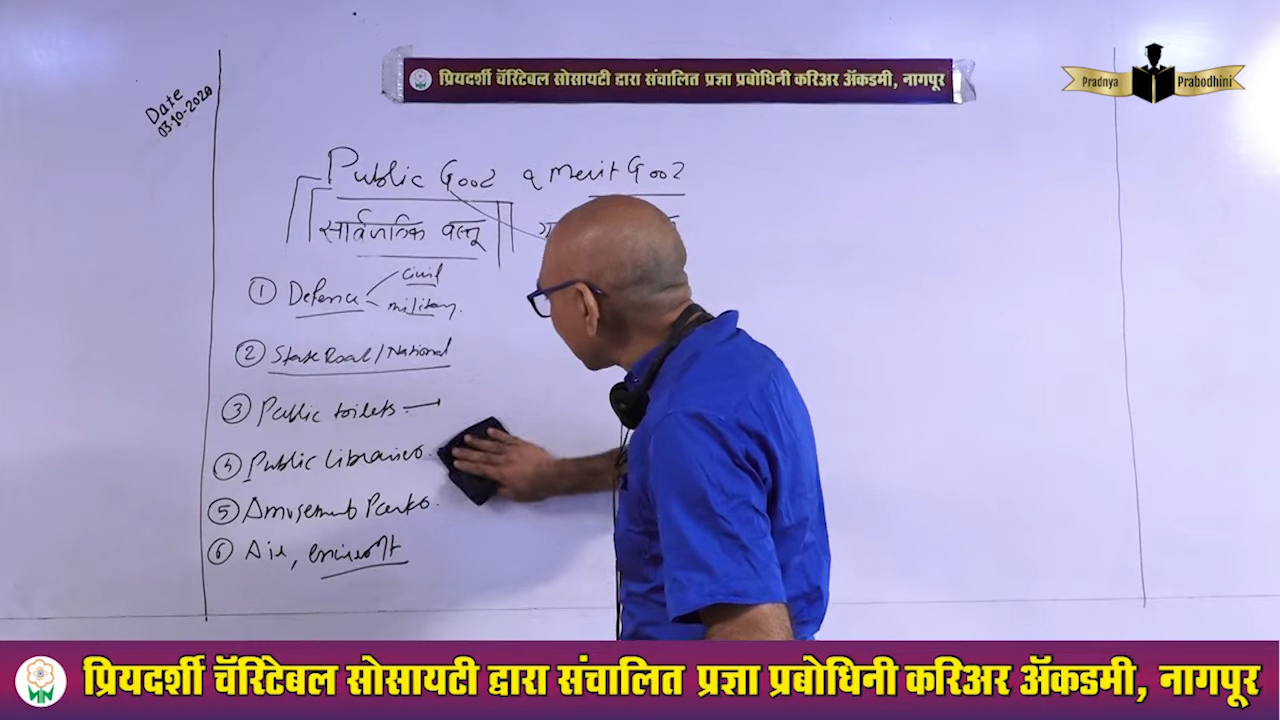 प्रियदर्शी चॅरिटेबल सोसायटी द्वारा संचालित प्रज्ञा प्रबोधिनी करिअर ॲकडमी, नागपूर
Pradnya Prabodhini
Date
03-10-2020
Public Good & Merit Good
सार्वजनिक वस्तू
① Defence civil
military.
② State Road/National
③ Public toilets
④ Public Libraries
⑤ Amusement Parks.
⑥ Air,
प्रियदर्शी चॅरिटेबल सोसायटी द्वारा संचालित प्रज्ञा प्रबोधिनी करिअर ॲकडमी, नागपूर